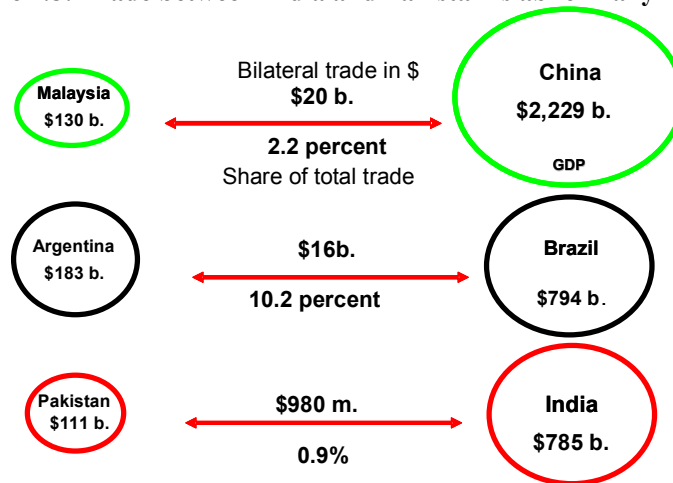 Bilateral trade in $
China
Malaysia
$130 b.
$20 b.
$2,229 b.
2.2 percent
Share of total trade
GDP
Argentina
$183 b.
$16b.
Brazil
10.2 percent
$794 b.
Pakistan
$111 b.
$980 m.
India
0.9%
$785 b.